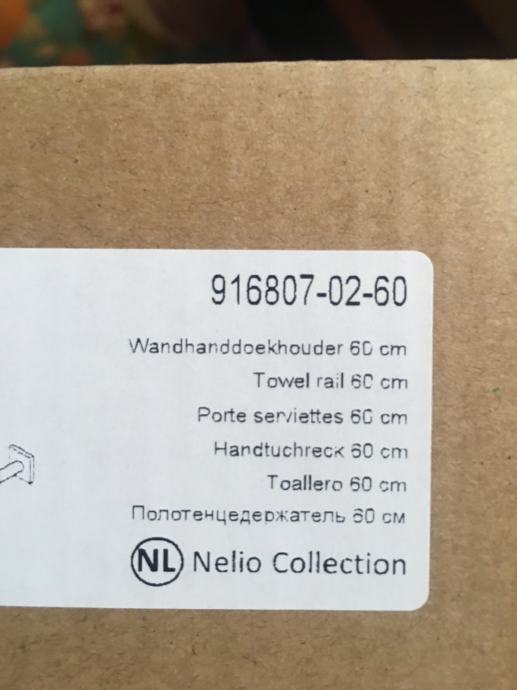 916807-02-60
Wandhanddoekhouder 60 cm
Towel rail 60 cm
Porte serviettes 60 cm
Handtuchreck 60 cm
Toallero 60 cm
Полотенцедержатель 60 см
NL Nelio Collection